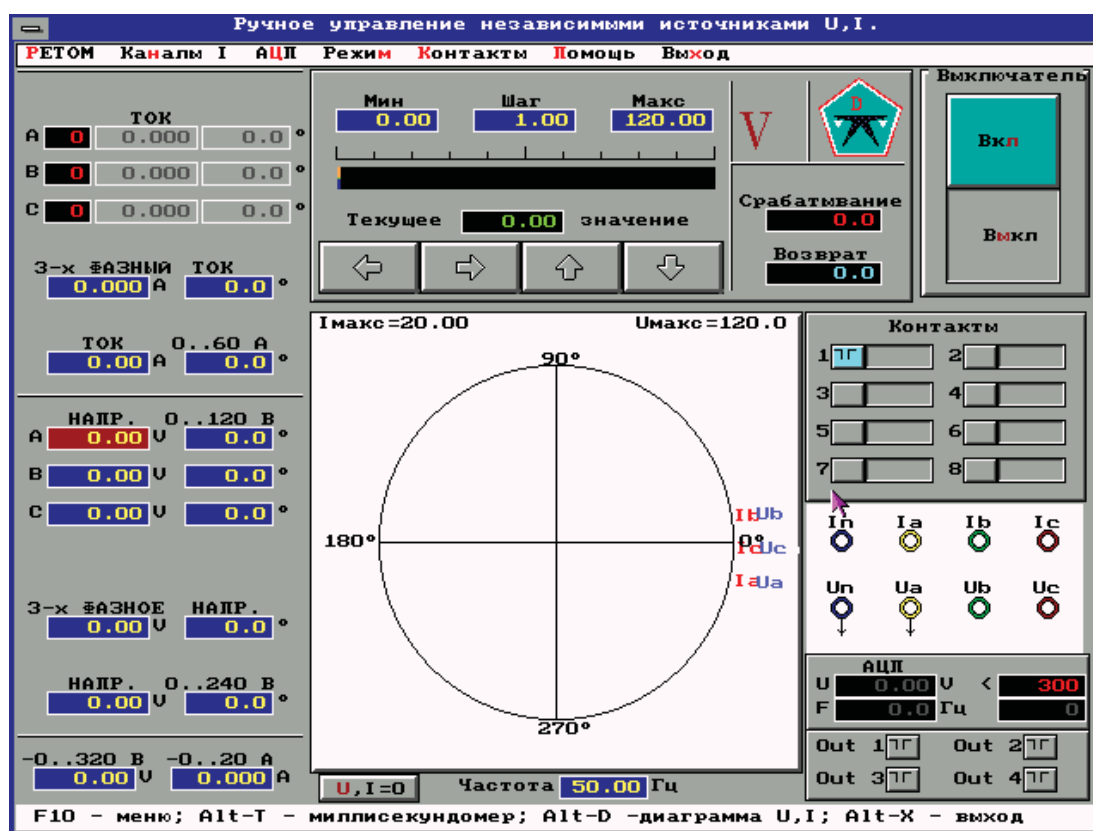 Ручное управление независимыми источниками U,I.
РЕТОМ Каналы I АЦП Режим Контакты Помощь Выход
ТОК
A 0 0.000 0.0 °
B 0 0.000 0.0 °
C 0 0.000 0.0 °
3-х ФАЗНЫЙ ТОК
0.000 A 0.0 °
ТОК 0..60 А
0.00 A 0.0 °
НАПР. 0..120 В
A 0.00 V 0.0 °
B 0.00 V 0.0 °
C 0.00 V 0.0 °
3-х ФАЗНОЕ НАПР.
0.00 V 0.0 °
НАПР. 0..240 В
0.00 V 0.0 °
-0..320 В -0..20 А
0.00 V 0.000 A
Мин Шаг Макс
0.00 1.00 120.00
V
D
Текущее 0.00 значение
Срабатывание
0.0
Возврат
0.0
Выключатель
Вкл
Выкл
Iмакс=20.00 Uмакс=120.0
90°
180° 0°
270°
Ib Ub
Ic Uc
Ia Ua
U,I=0 Частота 50.00 Гц
Контакты
1 2
3 4
5 6
7 8
In Ia Ib Ic
Un Ua Ub Uc
АЦП
U 0.00 V < 300
F 0.0 Гц 0
Out 1 Out 2
Out 3 Out 4
F10 - меню; Alt-T - миллисекундомер; Alt-D -диаграмма U,I; Alt-X - выход